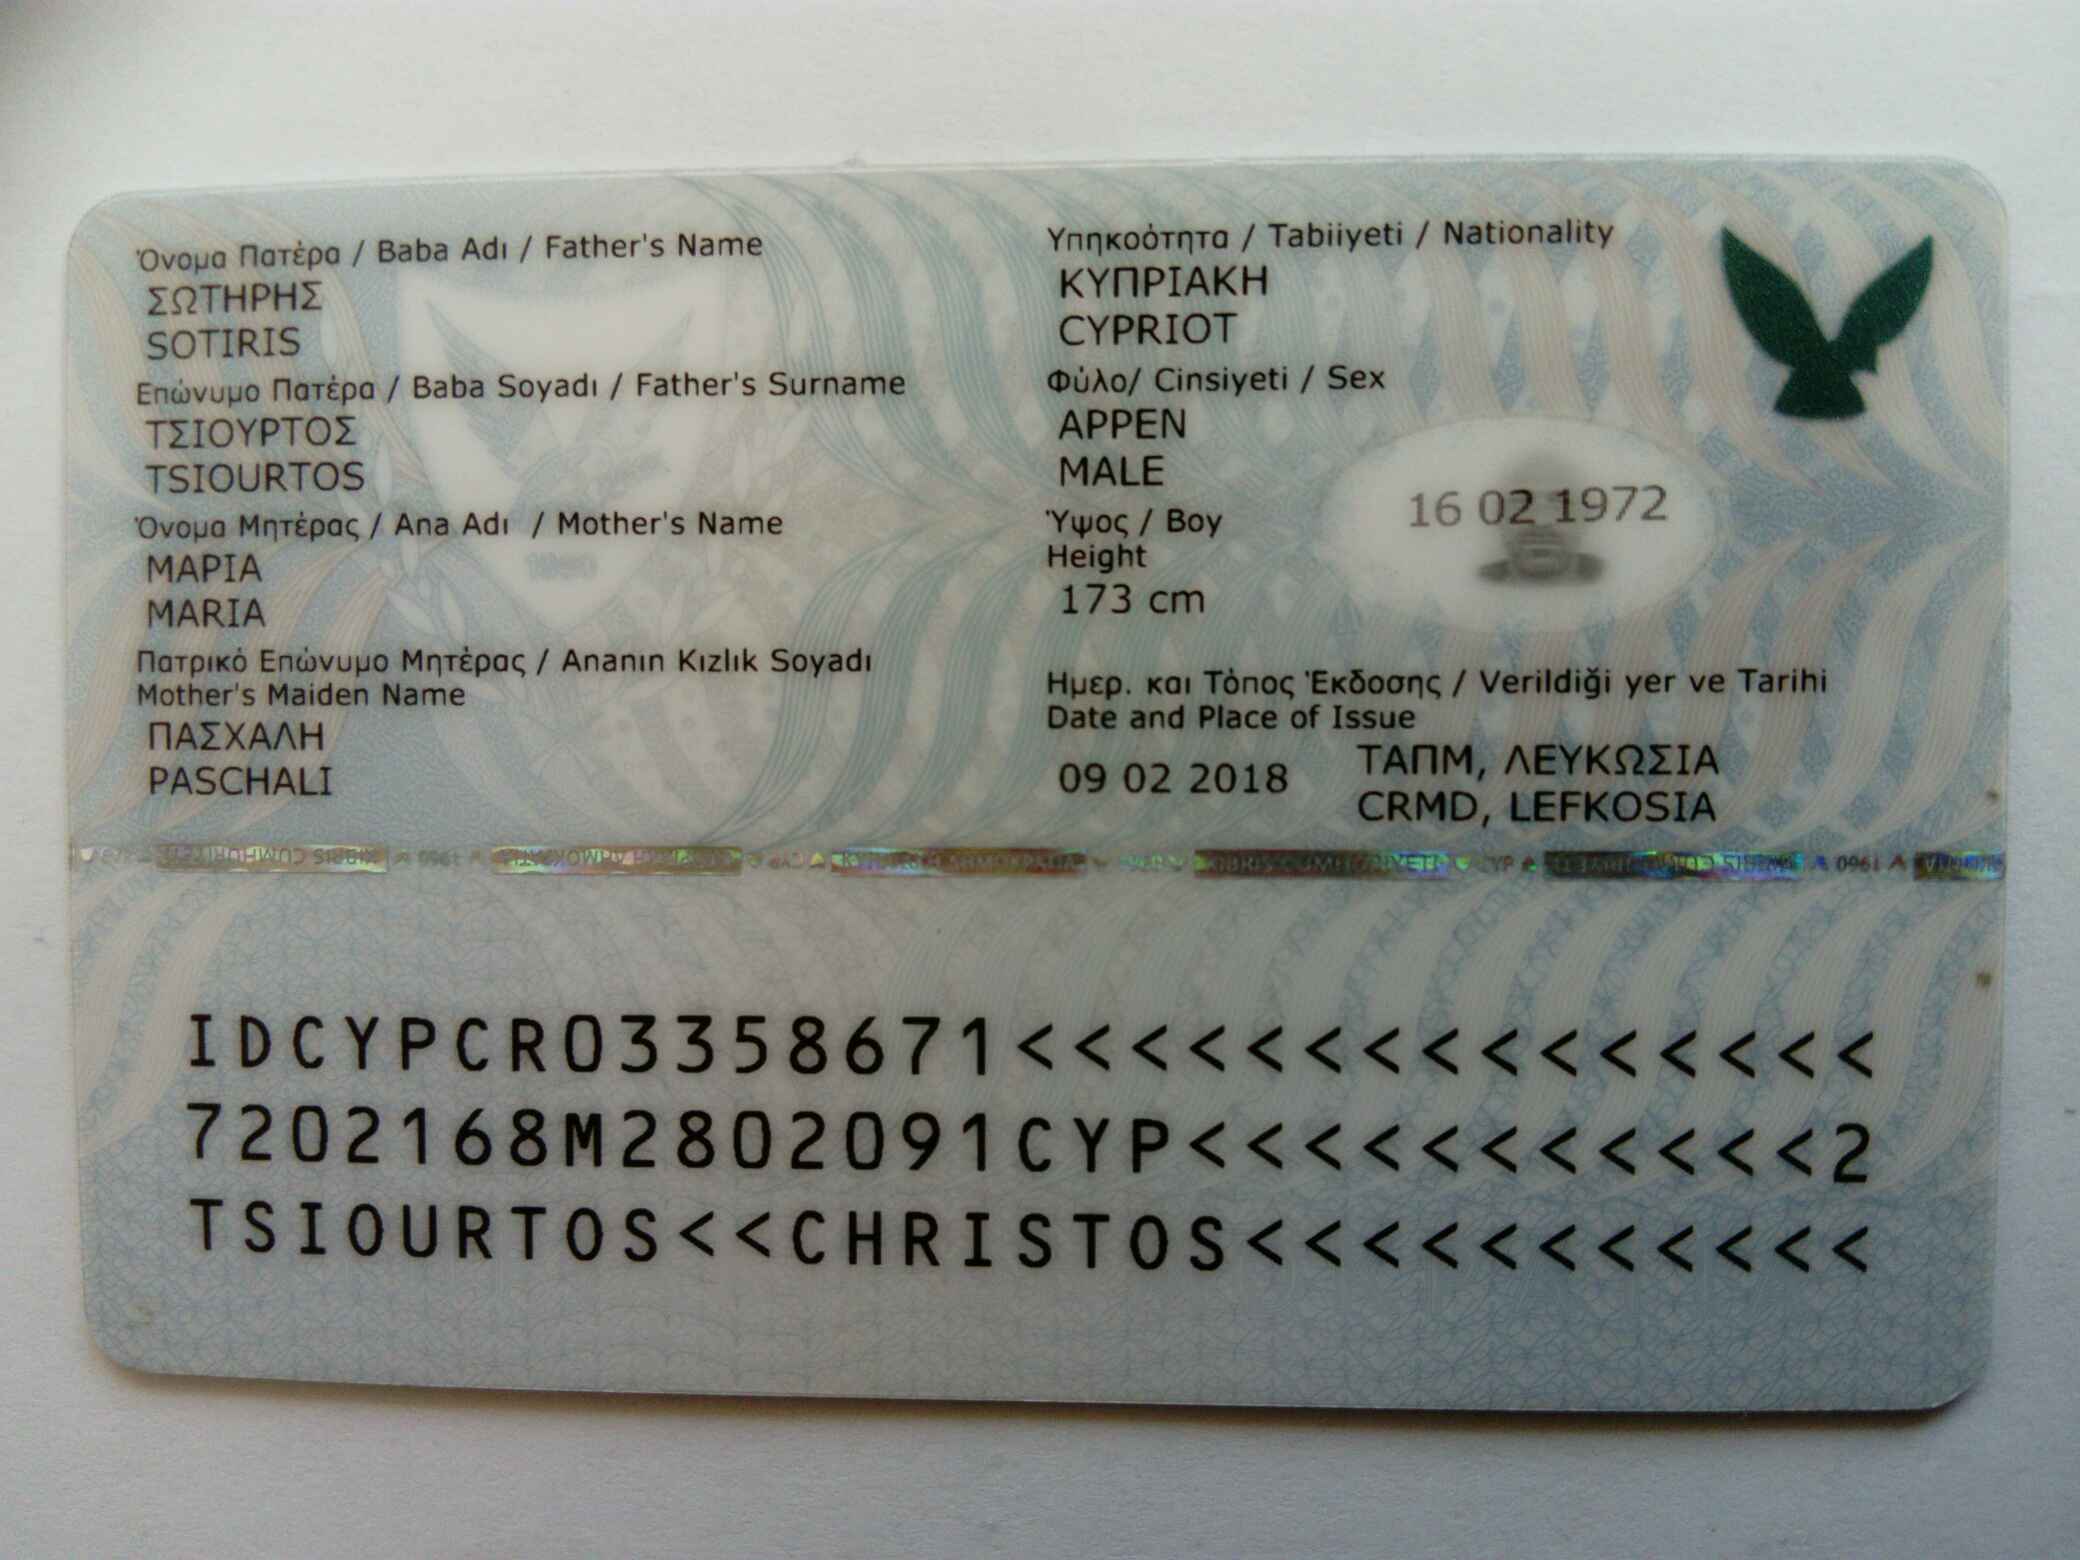 Όνομα Πατέρα / Baba Adı / Father's Name
ΣΩΤΗΡΗΣ
SOTIRIS
Επώνυμο Πατέρα / Baba Soyadı / Father's Surname
ΤΣΙΟΥΡΤΟΣ
TSIOURTOS
Όνομα Μητέρας / Ana Adı / Mother's Name
ΜΑΡΙΑ
MARIA
Πατρικό Επώνυμο Μητέρας / Ananın Kızlık Soyadı
Mother's Maiden Name
ΠΑΣΧΑΛΗ
PASCHALI
Υπηκοότητα / Tabiiyeti / Nationality
ΚΥΠΡΙΑΚΗ
CYPRIOT
Φύλο/ Cinsiyeti / Sex
ΑΡΡΕΝ
MALE
Ύψος / Boy
Height
173 cm
16 02 1972
Ημερ. και Τόπος Έκδοσης / Verildiği yer ve Tarihi
Date and Place of Issue
09 02 2018
ΤΑΠΜ, ΛΕΥΚΩΣΙΑ
CRMD, LEFKOSIA
IDCYPCR03358671<<<<<<<<<<<<<<<
7202168M2802091CYP<<<<<<<<<<<2
TSIOURTOS<<CHRISTOS<<<<<<<<<<<